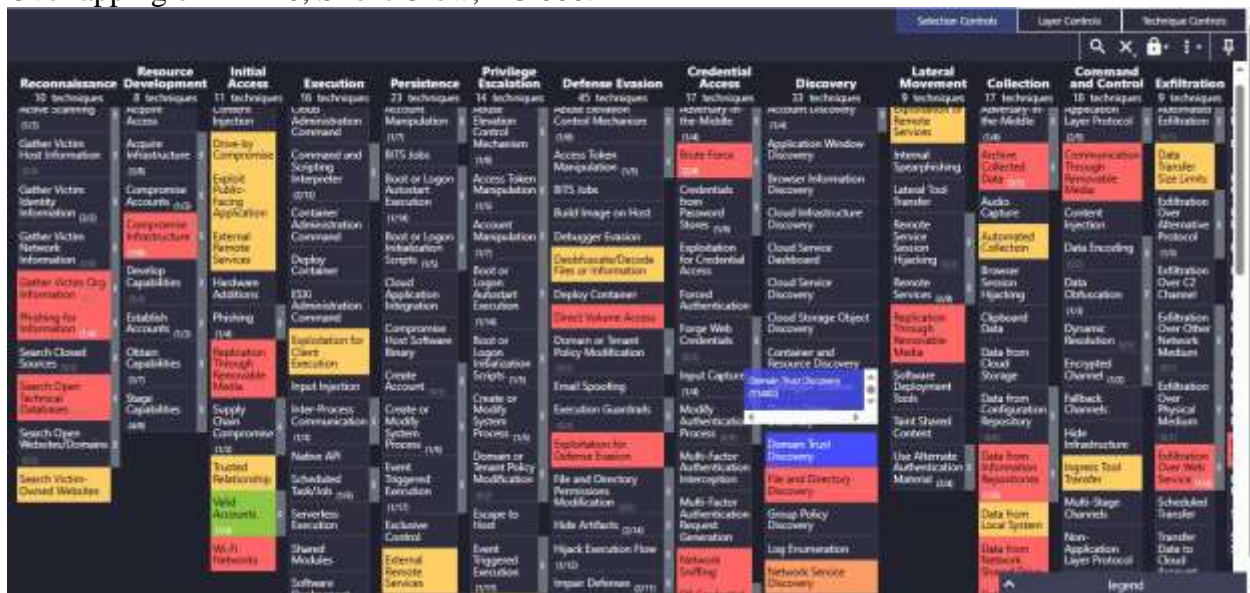 Selection Controls
Layer Controls
Technique Controls
Reconnaissance
10 techniques
Resource
Development
8 techniques
Initial
Access
11 techniques
Execution
16 techniques
Persistence
23 techniques
Privilege
Escalation
14 techniques
Defense Evasion
45 techniques
Credential
Access
17 techniques
Discovery
33 techniques
Lateral
Movement
9 techniques
Collection
17 techniques
Command
and Control
18 techniques
Exfiltration
9 techniques
Gather Victim
Host Information
Gather Victim
Identity
Information
Gather Victim
Network
Information
Gather Victim Org
Information
Phishing for
Information
Search Closed
Sources
Search Open
Technical
Databases
Search Open
Websites/Domains
Search Victim-
Owned Websites
Acquire
Access
Acquire
Infrastructure
Compromise
Accounts
Compromise
Infrastructure
Develop
Capabilities
Establish
Accounts
Obtain
Capabilities
Stage
Capabilities
Content
Injection
Drive-by
Compromise
Exploit
Public-
Facing
Application
External
Remote
Services
Hardware
Additions
Phishing
Replication
Through
Removable
Media
Supply
Chain
Compromise
Trusted
Relationship
Valid
Accounts
Wi-Fi
Networks
Cloud
Administration
Command
Command and
Scripting
Interpreter
Container
Administration
Command
Deploy
Container
ESXi
Administration
Command
Exploitation for
Client
Execution
Input Injection
Inter-Process
Communication
Native API
Scheduled
Task/Job
Serverless
Execution
Shared
Modules
Software
Account
Manipulation
BITS Jobs
Boot or Logon
Autostart
Execution
Boot or Logon
Initialization
Scripts
Cloud
Application
Integration
Compromise
Host Software
Binary
Create
Account
Create or
Modify
System
Process
Event
Triggered
Execution
Exclusive
Control
External
Remote
Services
Abuse
Elevation
Control
Mechanism
Access Token
Manipulation
Account
Manipulation
Boot or
Logon
Autostart
Execution
Boot or
Logon
Initialization
Scripts
Create or
Modify
System
Process
Domain or
Tenant Policy
Modification
Escape to
Host
Event
Triggered
Execution
Abuse Elevation
Control Mechanism
Access Token
Manipulation
BITS Jobs
Build Image on Host
Debugger Evasion
Deobfuscate/Decode
Files or Information
Deploy Container
Direct Volume Access
Domain or Tenant
Policy Modification
Email Spoofing
Execution Guardrails
Exploitation for
Defense Evasion
File and Directory
Permissions
Modification
Hide Artifacts
Hijack Execution Flow
Impair Defenses
Adversary-in-
the-Middle
Brute Force
Credentials
from
Password
Stores
Exploitation
for Credential
Access
Forced
Authentication
Forge Web
Credentials
Input Capture
Modify
Authentication
Process
Multi-Factor
Authentication
Interception
Multi-Factor
Authentication
Request
Generation
Network
Sniffing
Account Discovery
Application Window
Discovery
Browser Information
Discovery
Cloud Infrastructure
Discovery
Cloud Service
Dashboard
Cloud Service
Discovery
Cloud Storage Object
Discovery
Container and
Resource Discovery
Domain Trust Discovery
Domain Trust
Discovery
File and Directory
Discovery
Group Policy
Discovery
Log Enumeration
Network Service
Discovery
Exploitation of
Remote
Services
Internal
Spearphishing
Lateral Tool
Transfer
Remote
Service
Session
Hijacking
Remote
Services
Replication
Through
Removable
Media
Software
Deployment
Tools
Taint Shared
Content
Use Alternate
Authentication
Material
Adversary-in-
the-Middle
Archive
Collected
Data
Audio
Capture
Automated
Collection
Browser
Session
Hijacking
Clipboard
Data
Data from
Cloud
Storage
Data from
Configuration
Repository
Data from
Information
Repositories
Data from
Local System
Data from
Network
Application
Layer Protocol
Communication
Through
Removable
Media
Content
Injection
Data Encoding
Data
Obfuscation
Dynamic
Resolution
Encrypted
Channel
Fallback
Channels
Hide
Infrastructure
Ingress Tool
Transfer
Multi-Stage
Channels
Non-
Application
Layer Protocol
Automated
Exfiltration
Data
Transfer
Size Limits
Exfiltration
Over
Alternative
Protocol
Exfiltration
Over C2
Channel
Exfiltration
Over Other
Network
Medium
Exfiltration
Over
Physical
Medium
Exfiltration
Over Web
Service
Scheduled
Transfer
Transfer
Data to
Cloud
legend